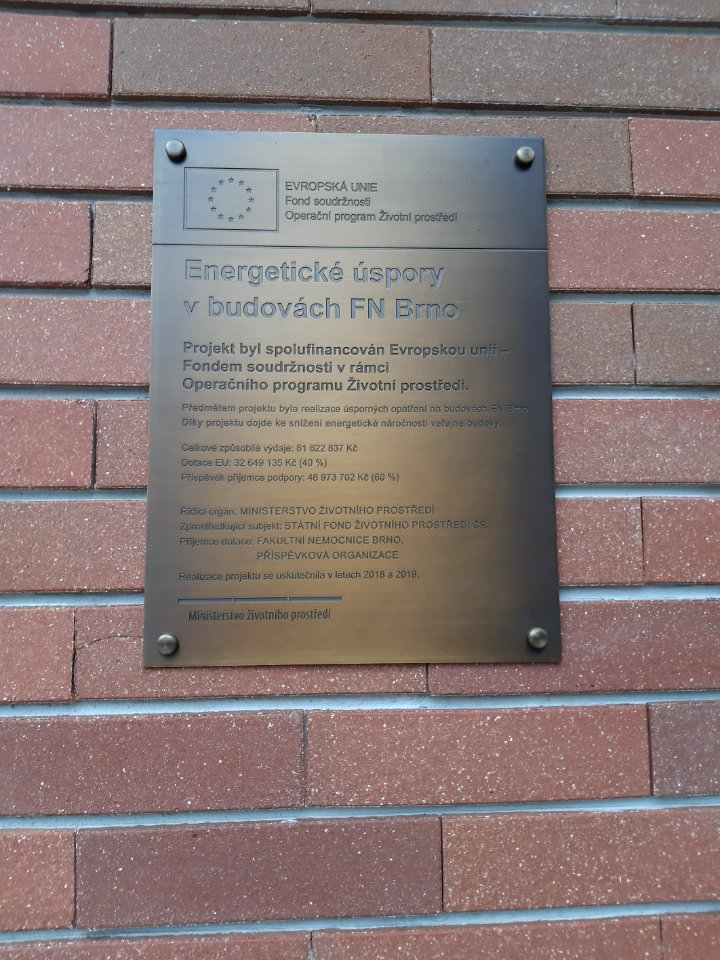 EVROPSKÁ UNIE
Fond soudržnosti
Operační program Životní prostředí
Energetické úspory
v budovách FN Brno
Projekt byl spolufinancován Evropskou unií –
Fondem soudržnosti v rámci
Operačního programu Životní prostředí.
Předmětem projektu byla realizace úsporných opatření na budovách FN Brno.
Díky projektu dojde ke snížení energetické náročnosti veřejné budovy.
Celkové způsobilé výdaje: 81 622 837 Kč
Dotace EU: 32 649 135 Kč (40 %)
Příspěvek příjemce podpory: 48 973 702 Kč (60 %)
Řídící orgán: MINISTERSTVO ŽIVOTNÍHO PROSTŘEDÍ
Zprostředkující subjekt: STÁTNÍ FOND ŽIVOTNÍHO PROSTŘEDÍ ČR
Příjemce dotace: FAKULTNÍ NEMOCNICE BRNO,
PŘÍSPĚVKOVÁ ORGANIZACE
Realizace projektu se uskutečnila v letech 2018 a 2019.
Ministerstvo životního prostředí